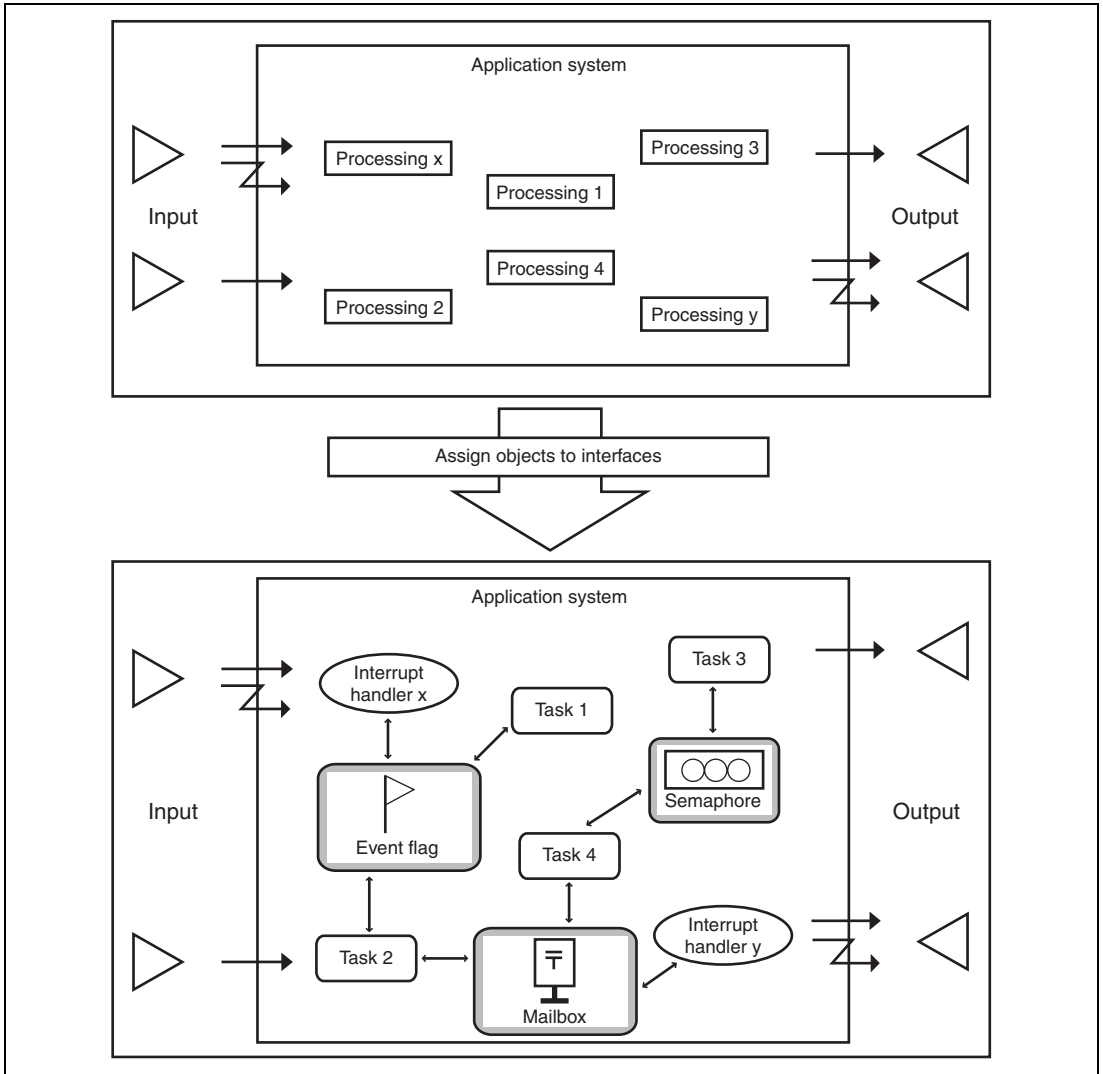 Application system
Processing x
Processing 3
Processing 1
Input
Output
Processing 4
Processing 2
Processing y
Assign objects to interfaces
Application system
Interrupt
handler x
Task 3
Task 1
Semaphore
Input
Output
Event flag
Task 4
Interrupt
handler y
Task 2
〒
Mailbox